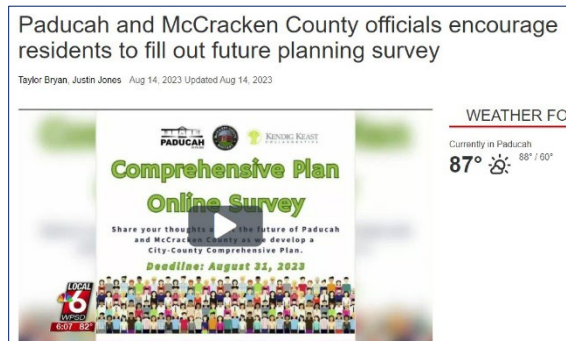 Paducah and McCracken County officials encourage
residents to fill out future planning survey
Taylor Bryan, Justin Jones Aug 14, 2023 Updated Aug 14, 2023
PADUCAH
KENDIG KEAST
COLLABORATIVE
Comprehensive Plan
Online Survey
Share your thoughts the future of Paducah
and McCracken County as we develop a
City-County Comprehensive Plan.
Deadline: August 31, 2023
LOCAL
6
WPSD
6:07 82°
WEATHER FO
Currently in Paducah
87° 88° / 60°